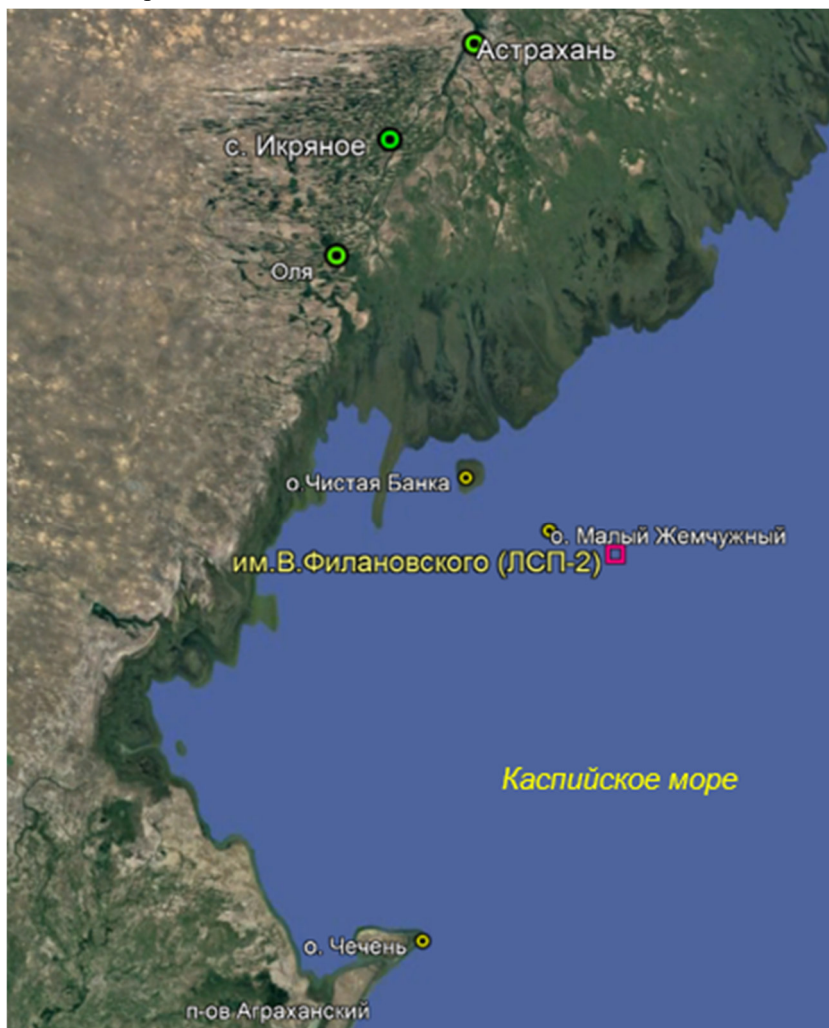 Астрахань
с. Икряное
Оля
о.Чистая Банка
о. Малый Жемчужный
им.В.Филановского (ЛСП-2)
Каспийское море
о. Чечень
п-ов Аграханский